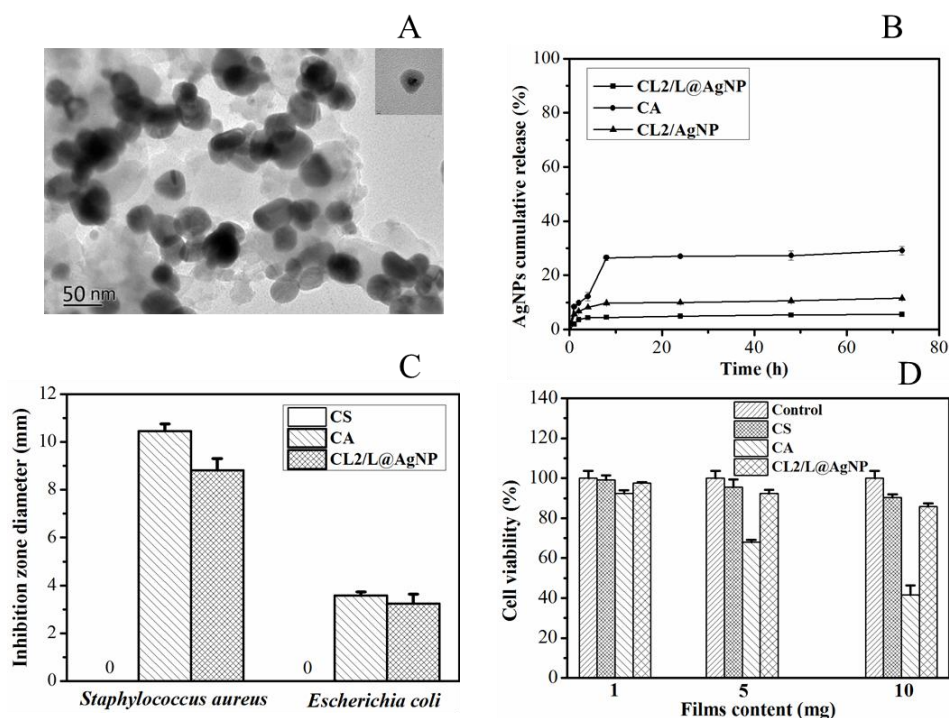 A
50 nm
B
AgNPs cumulative release (%)
100
80
60
40
20
0
CL2/L@AgNP
CA
CL2/AgNP
0 20 40 60 80
Time (h)
C
Inhibition zone diameter (mm)
12
10
8
6
4
2
0
CS
CA
CL2/L@AgNP
0
0
Staphylococcus aureus
Escherichia coli
D
Cell viability (%)
140
120
100
80
60
40
20
0
Control
CS
CA
CL2/L@AgNP
1 5 10
Films content (mg)